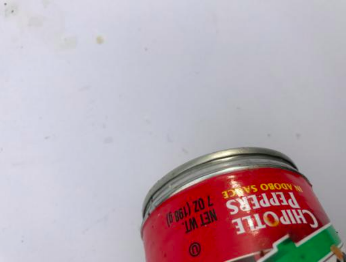 CHIPOTLE
PEPPERS
IN ADOBO SAUCE
NET WT.
7 OZ (198 g)
U